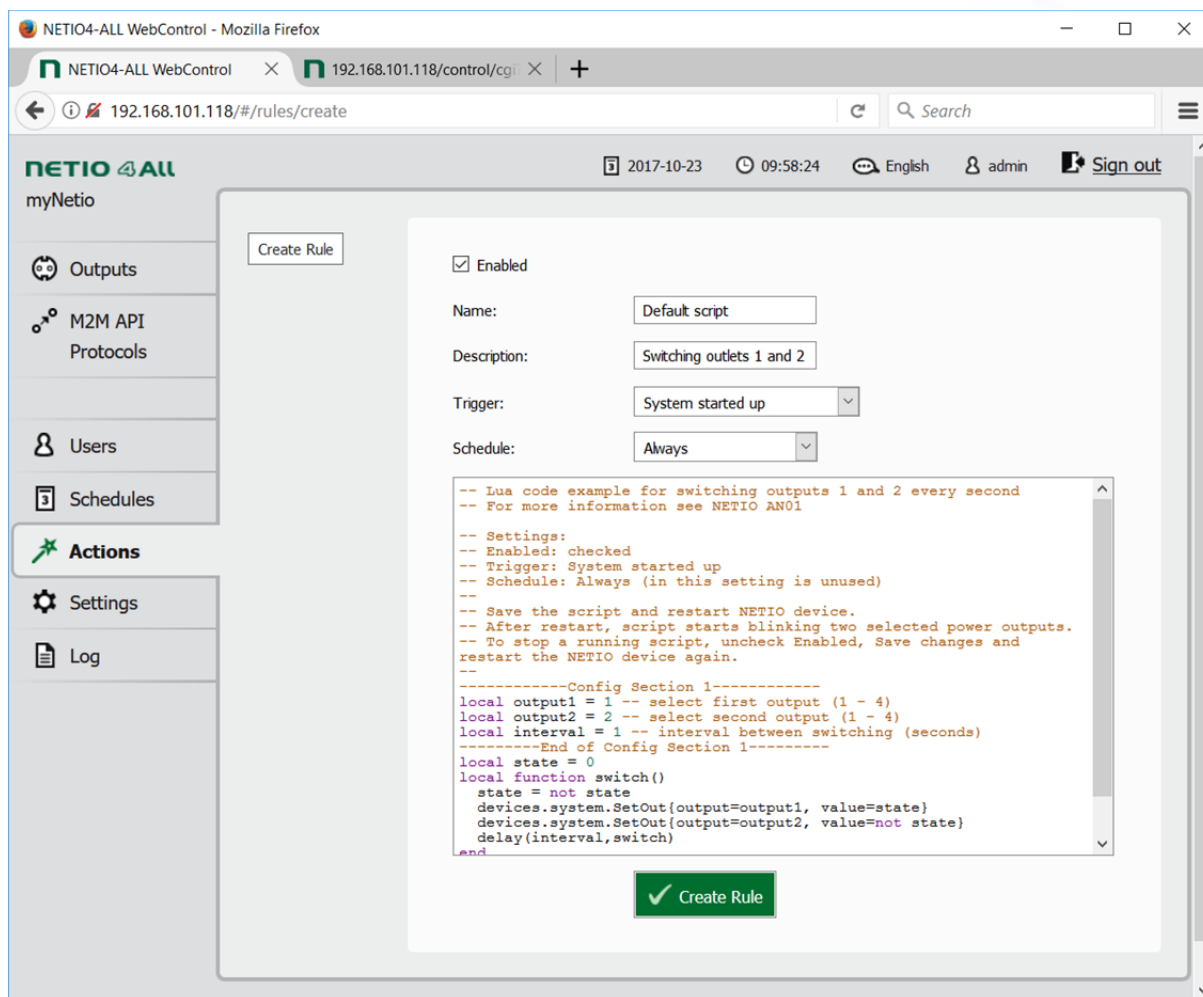 NETIO4-ALL WebControl - Mozilla Firefox
NETIO4-ALL WebControl
192.168.101.118/control/cgi
192.168.101.118/#/rules/create
Search
NETIO 4All
myNetio
3 2017-10-23 09:58:24 English admin Sign out
Outputs
M2M API
Protocols
Users
3 Schedules
Actions
Settings
Log
Create Rule
Enabled
Name: Default script
Description: Switching outlets 1 and 2
Trigger: System started up
Schedule: Always
-- Lua code example for switching outputs 1 and 2 every second
-- For more information see NETIO AN01
-- Settings:
-- Enabled: checked
-- Trigger: System started up
-- Schedule: Always (in this setting is unused)
--
-- Save the script and restart NETIO device.
-- After restart, script starts blinking two selected power outputs.
-- To stop a running script, uncheck Enabled, Save changes and
restart the NETIO device again.
--
------------Config Section 1------------
local output1 = 1 -- select first output (1 - 4)
local output2 = 2 -- select second output (1 - 4)
local interval = 1 -- interval between switching (seconds)
---------End of Config Section 1---------
local state = 0
local function switch()
  state = not state
  devices.system.SetOut{output=output1, value=state}
  devices.system.SetOut{output=output2, value=not state}
  delay(interval,switch)
end
Create Rule